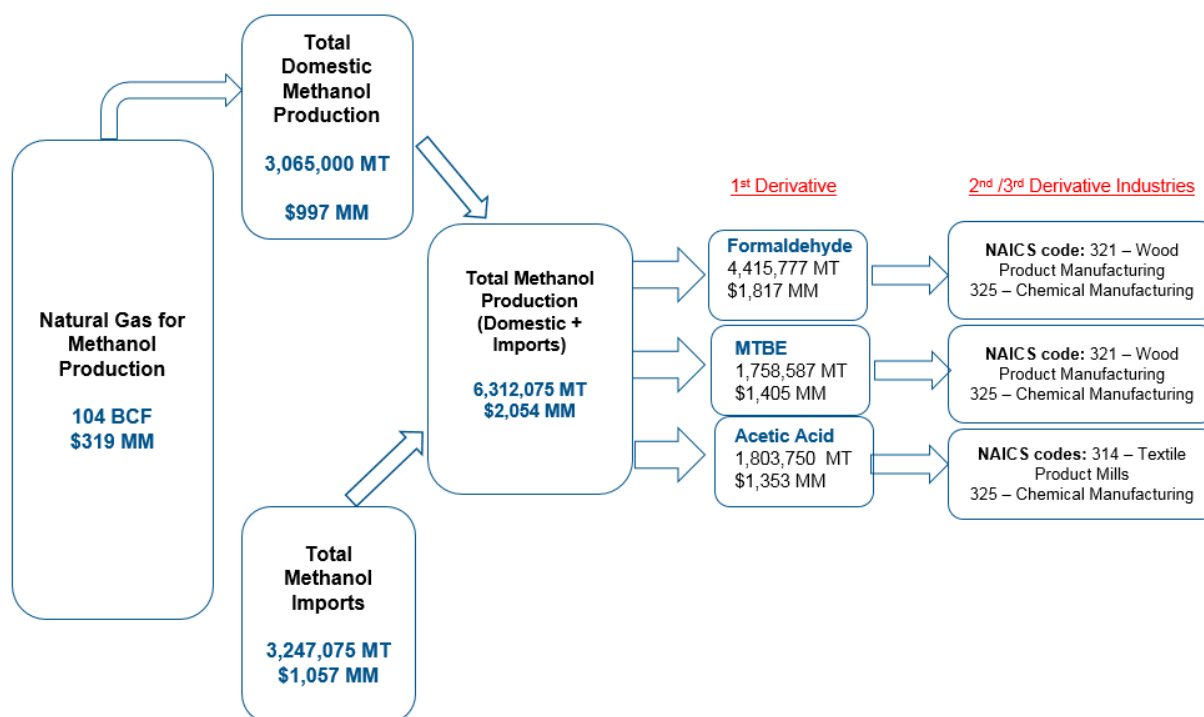 Natural Gas for
Methanol
Production
104 BCF
$319 MM
Total
Domestic
Methanol
Production
3,065,000 MT
$997 MM
Total
Methanol
Imports
3,247,075 MT
$1,057 MM
Total Methanol
Production
(Domestic +
Imports)
6,312,075 MT
$2,054 MM
1st Derivative
Formaldehyde
4,415,777 MT
$1,817 MM
MTBE
1,758,587 MT
$1,405 MM
Acetic Acid
1,803,750 MT
$1,353 MM
2nd /3rd Derivative Industries
NAICS code: 321 – Wood
Product Manufacturing
325 – Chemical Manufacturing
NAICS code: 321 – Wood
Product Manufacturing
325 – Chemical Manufacturing
NAICS codes: 314 – Textile
Product Mills
325 – Chemical Manufacturing